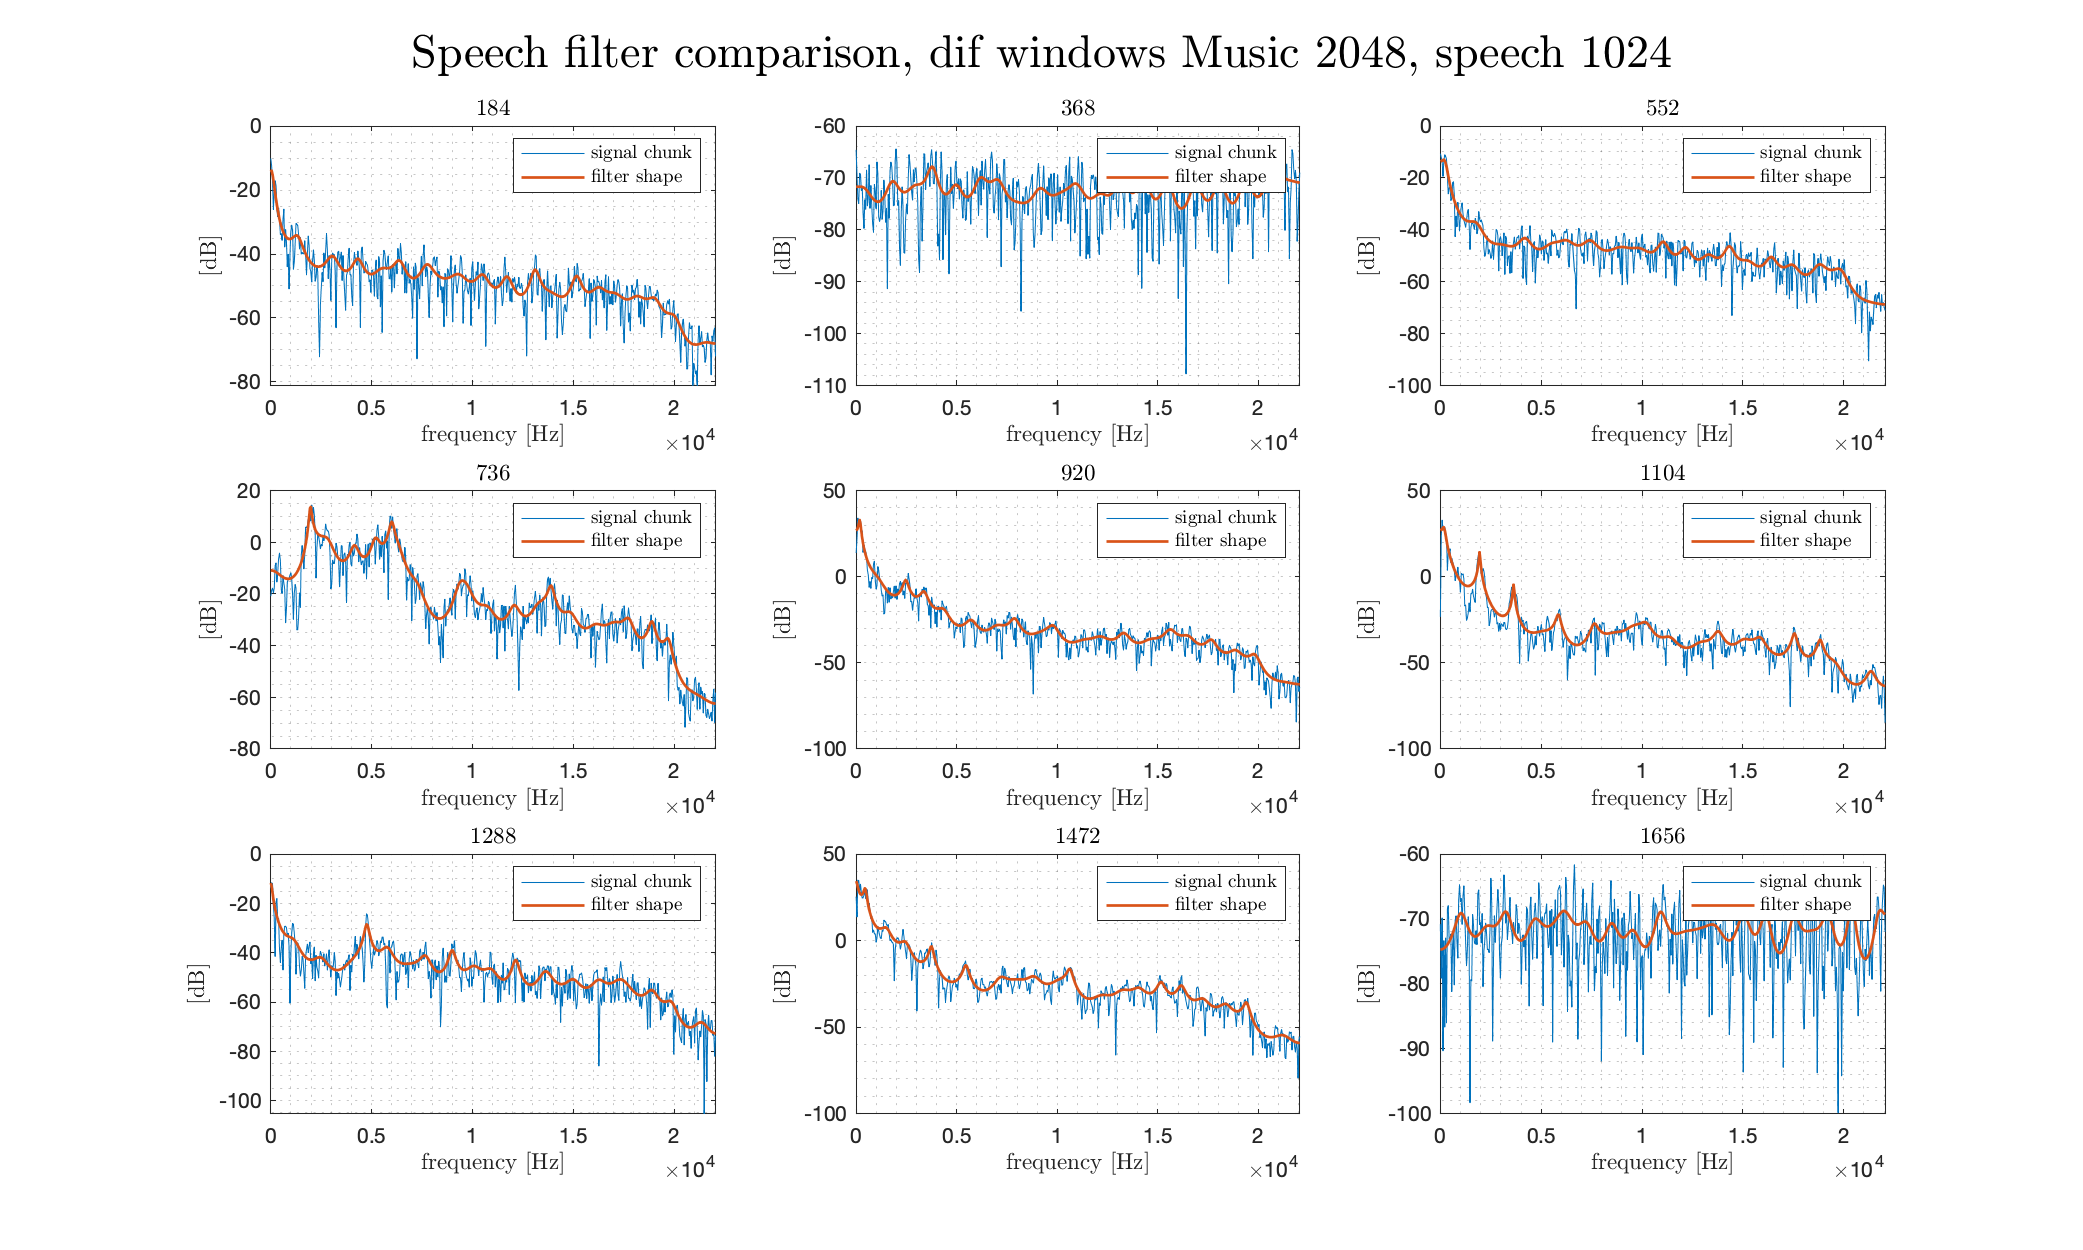 Speech filter comparison, dif windows Music 2048, speech 1024
184
0
-20
-40
-60
-80
[dB]
signal chunk
filter shape
0 0.5 1 1.5 2
×10^4
frequency [Hz]
368
-60
-70
-80
-90
-100
-110
[dB]
signal chunk
filter shape
0 0.5 1 1.5 2
×10^4
frequency [Hz]
552
0
-20
-40
-60
-80
-100
[dB]
signal chunk
filter shape
0 0.5 1 1.5 2
×10^4
frequency [Hz]
736
20
0
-20
-40
-60
-80
[dB]
signal chunk
filter shape
0 0.5 1 1.5 2
×10^4
frequency [Hz]
920
50
0
-50
-100
[dB]
signal chunk
filter shape
0 0.5 1 1.5 2
×10^4
frequency [Hz]
1104
50
0
-50
-100
[dB]
signal chunk
filter shape
0 0.5 1 1.5 2
×10^4
frequency [Hz]
1288
0
-20
-40
-60
-80
-100
[dB]
signal chunk
filter shape
0 0.5 1 1.5 2
×10^4
frequency [Hz]
1472
50
0
-50
-100
[dB]
signal chunk
filter shape
0 0.5 1 1.5 2
×10^4
frequency [Hz]
1656
-60
-70
-80
-90
-100
[dB]
signal chunk
filter shape
0 0.5 1 1.5 2
×10^4
frequency [Hz]